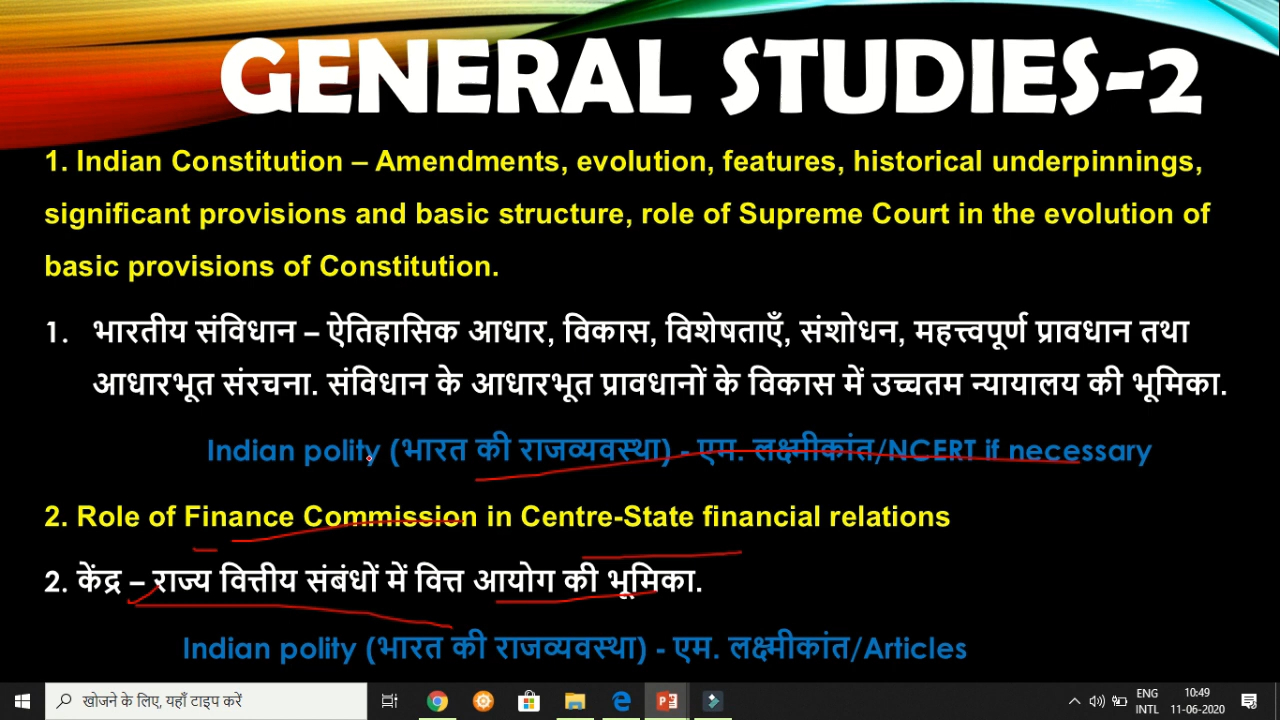 GENERAL STUDIES-2
1. Indian Constitution – Amendments, evolution, features, historical underpinnings,
significant provisions and basic structure, role of Supreme Court in the evolution of
basic provisions of Constitution.
1. भारतीय संविधान – ऐतिहासिक आधार, विकास, विशेषताएँ, संशोधन, महत्त्वपूर्ण प्रावधान तथा
आधारभूत संरचना. संविधान के आधारभूत प्रावधानों के विकास में उच्चतम न्यायालय की भूमिका.
Indian polity (भारत की राजव्यवस्था) - एम. लक्ष्मीकांत/NCERT if necessary
2. Role of Finance Commission in Centre-State financial relations
2. केंद्र – राज्य वित्तीय संबंधों में वित्त आयोग की भूमिका.
Indian polity (भारत की राजव्यवस्था) - एम. लक्ष्मीकांत/Articles
खोजने के लिए, यहाँ टाइप करें
ENG 10:49
INTL 11-06-2020